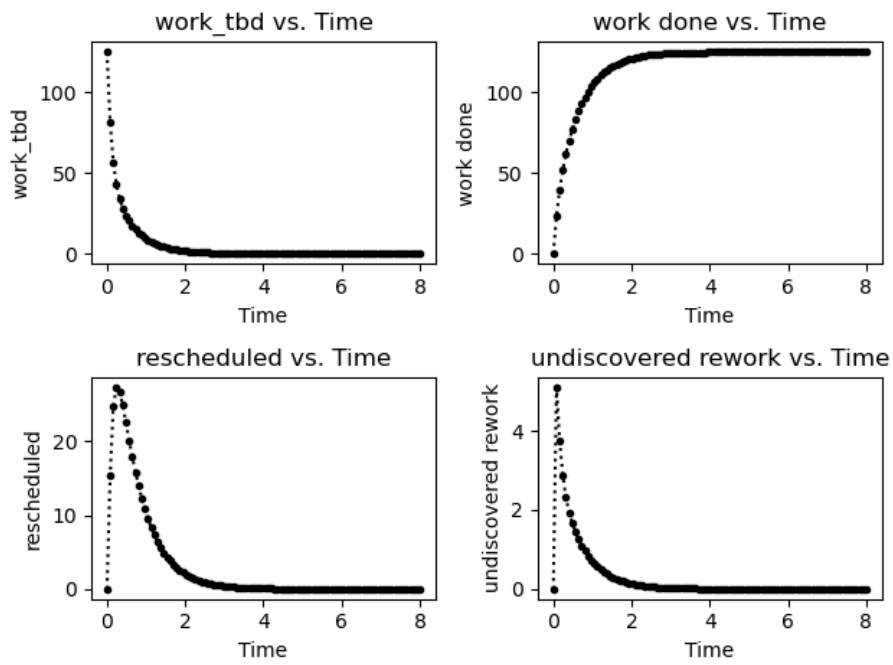 work_tbd vs. Time
work_tbd
100
50
0
0 2 4 6 8
Time
work done vs. Time
work done
100
50
0
0 2 4 6 8
Time
rescheduled vs. Time
rescheduled
20
10
0
0 2 4 6 8
Time
undiscovered rework vs. Time
undiscovered rework
4
2
0
0 2 4 6 8
Time